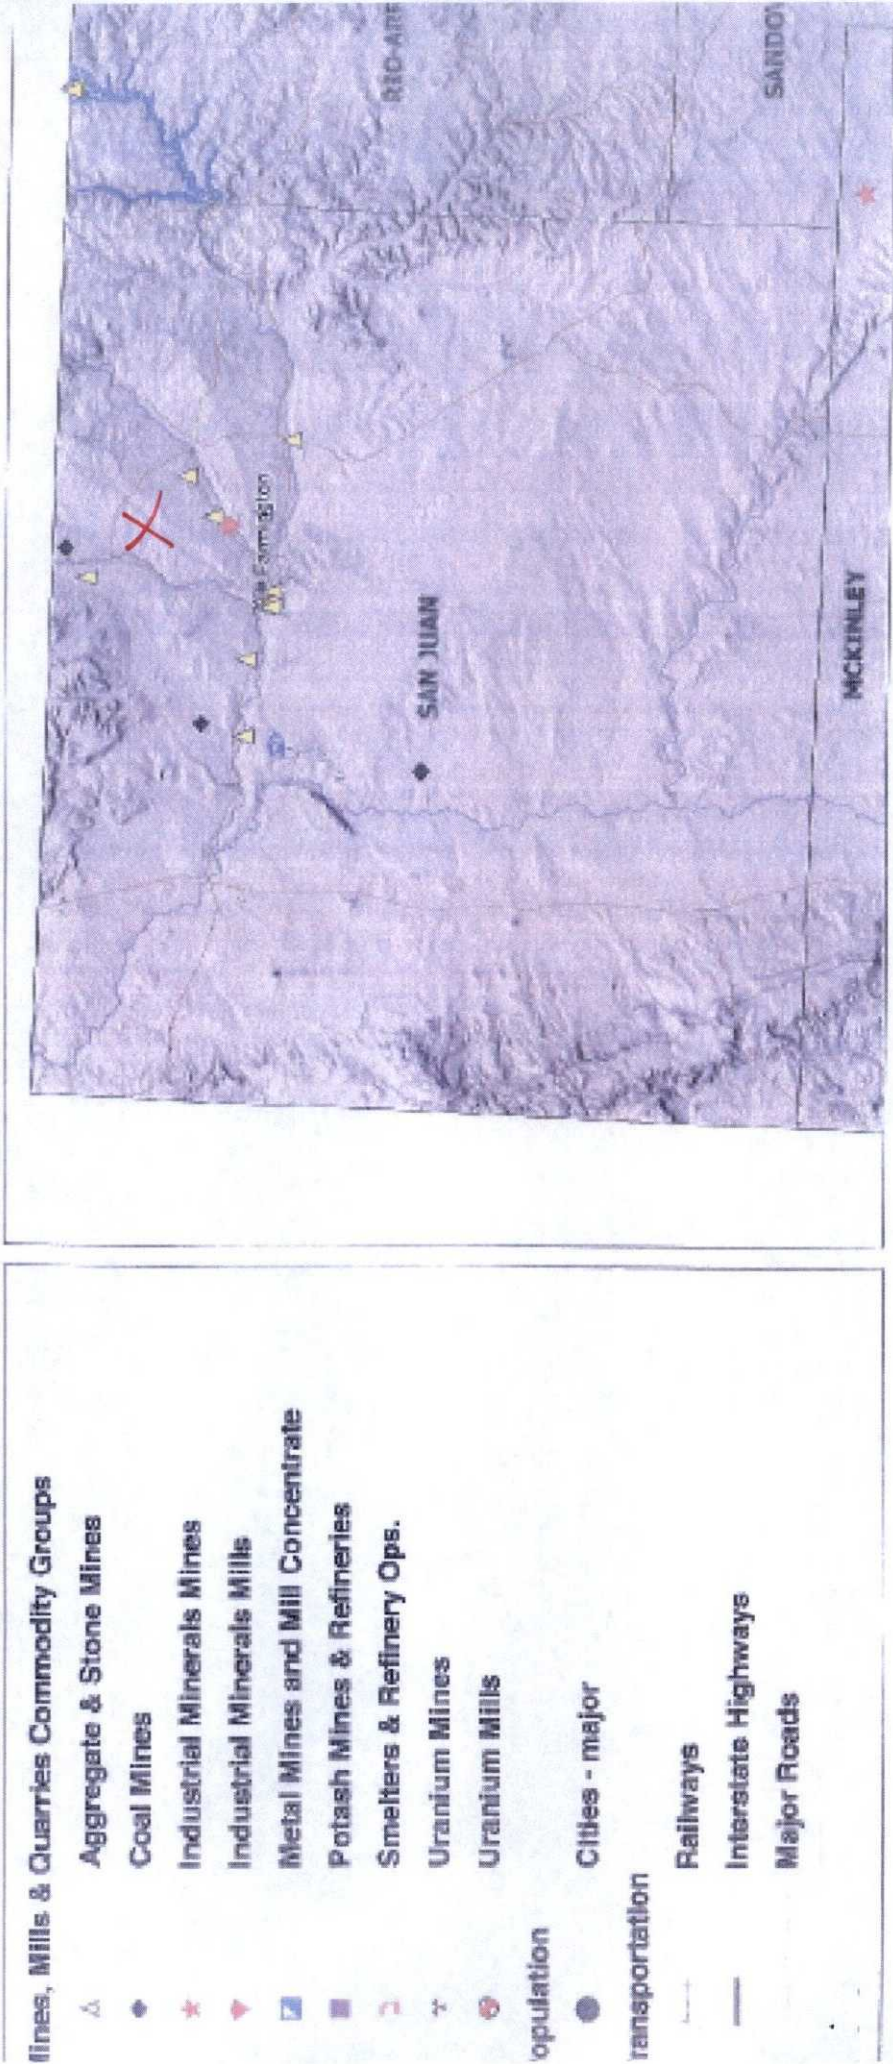 lines, Mills & Quarries Commodity Groups
Aggregate & Stone Mines
Coal Mines
Industrial Minerals Mines
Industrial Minerals Mills
Metal Mines and Mill Concentrate
Potash Mines & Refineries
Smelters & Refinery Ops.
Uranium Mines
Uranium Mills
opulation
Cities - major
ransportation
Railways
Interstate Highways
Major Roads
Farmington
SAN JUAN
MCKINLEY
RIO ARR
SANDOV